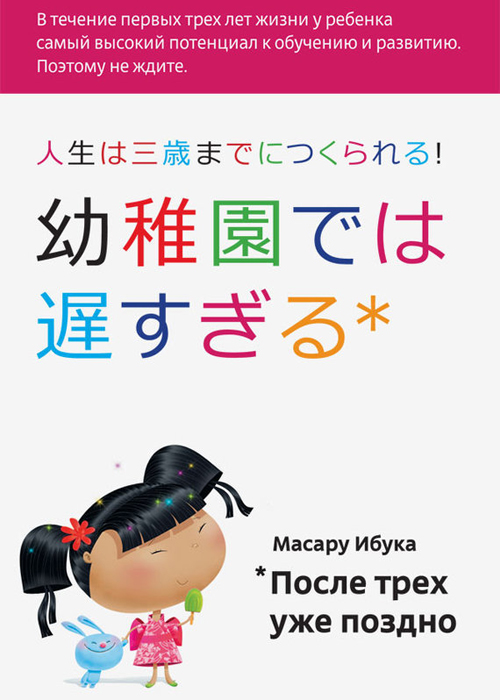 В течение первых трех лет жизни у ребенка
самый высокий потенциал к обучению и развитию.
Поэтому не ждите.
人生は三歳までにつくられる!
幼稚園では
遅すぎる*
Масару Ибука
*После трех
уже поздно